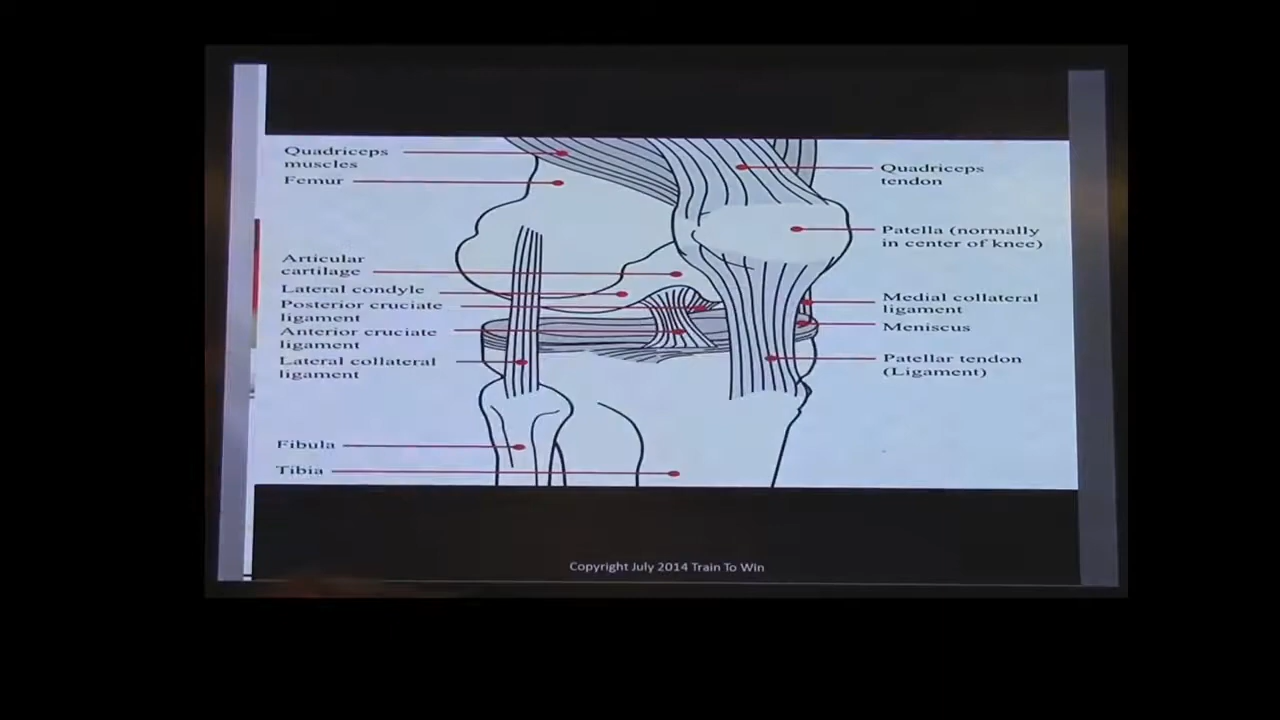 Quadriceps
muscles
Femur
Articular
cartilage
Lateral condyle
Posterior cruciate
ligament
Anterior cruciate
ligament
Lateral collateral
ligament
Fibula
Tibia
Quadriceps
tendon
Patella (normally
in center of knee)
Medial collateral
ligament
Meniscus
Patellar tendon
(Ligament)
Copyright July 2014 Train To Win